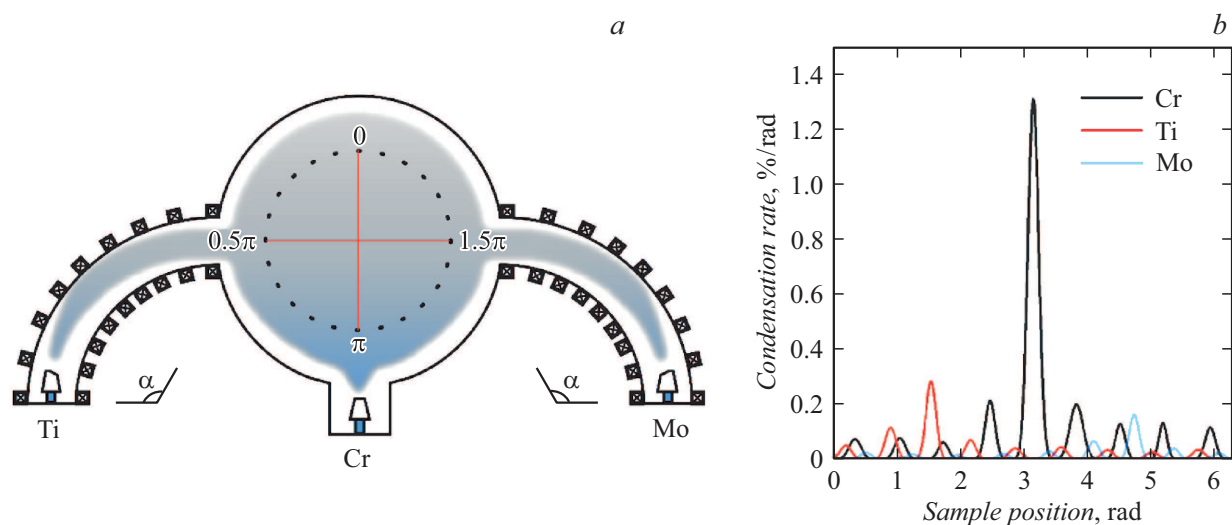 a
0
0.5π
1.5π
π
α
α
Ti
Cr
Mo
b
Condensation rate, %/rad
1.4
1.2
1.0
0.8
0.6
0.4
0.2
0
Cr
Ti
Mo
0 1 2 3 4 5 6
Sample position, rad